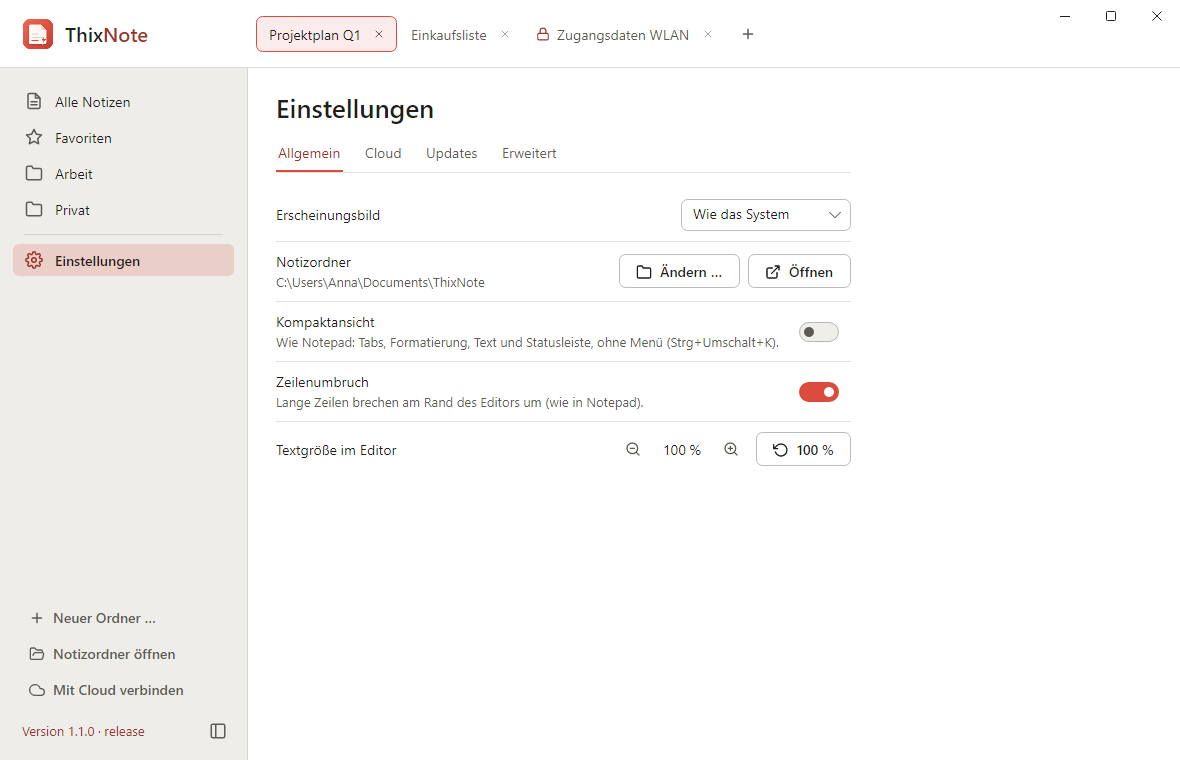 ThixNote
Projektplan Q1
Einkaufsliste
Zugangsdaten WLAN
Alle Notizen
Favoriten
Arbeit
Privat
Einstellungen
Neuer Ordner ...
Notizordner öffnen
Mit Cloud verbinden
Version 1.1.0 · release
Einstellungen
Allgemein Cloud Updates Erweitert
Erscheinungsbild
Wie das System
Notizordner
C:\Users\Anna\Documents\ThixNote
Ändern ...
Öffnen
Kompaktansicht
Wie Notepad: Tabs, Formatierung, Text und Statusleiste, ohne Menü (Strg+Umschalt+K).
Zeilenumbruch
Lange Zeilen brechen am Rand des Editors um (wie in Notepad).
Textgröße im Editor
100 %
100 %